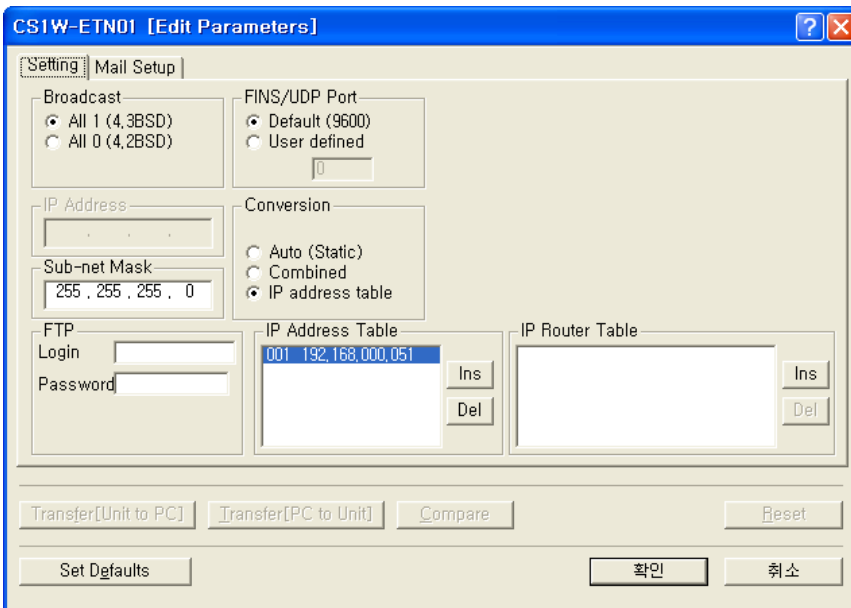 CS1W-ETN01 [Edit Parameters]
Setting
Mail Setup
Broadcast
All 1 (4,3BSD)
All 0 (4,2BSD)
FINS/UDP Port
Default (9600)
User defined
0
IP Address
. . .
Conversion
Auto (Static)
Combined
IP address table
Sub-net Mask
255 . 255 . 255 . 0
FTP
Login
Password
IP Address Table
001 192,168,000,051
Ins
Del
IP Router Table
Ins
Del
Transfer[Unit to PC]
Transfer[PC to Unit]
Compare
Reset
Set Defaults
확인
취소